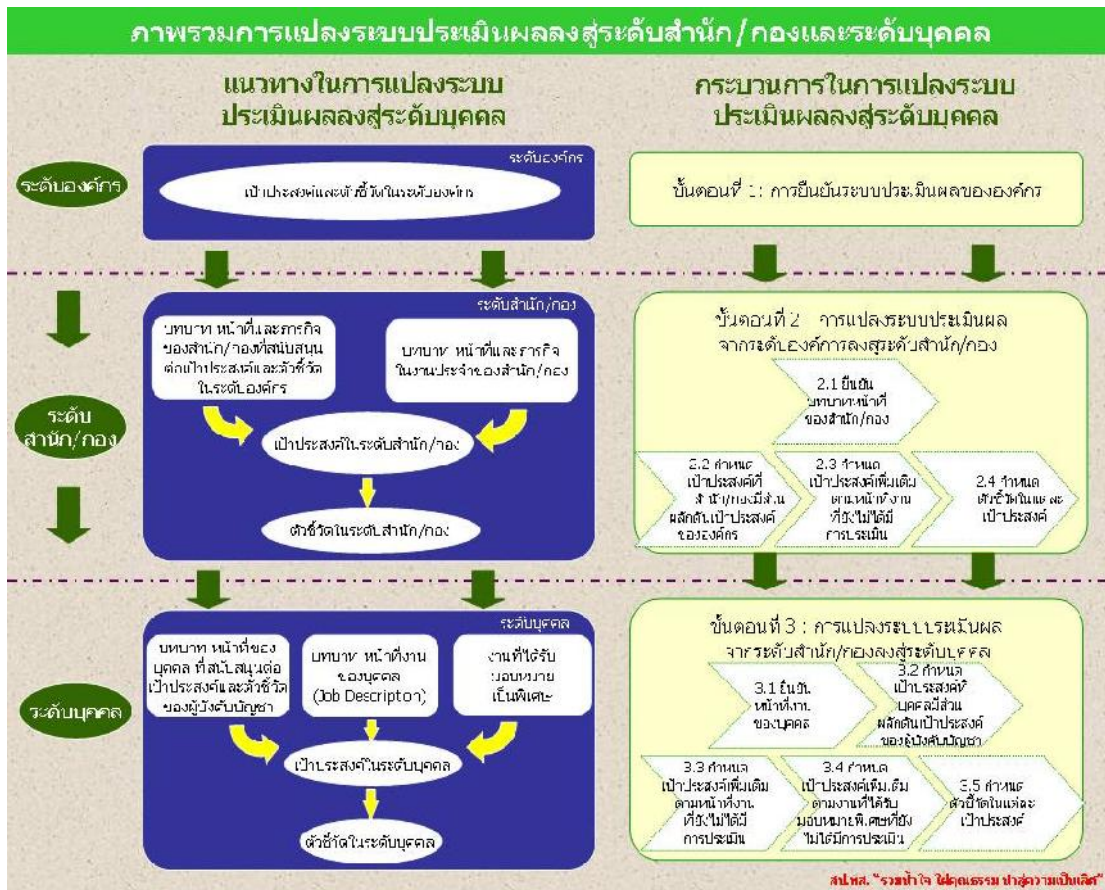 ภาพรวมการแปลงระบบประเมินผลลงสู่ระดับสำนัก/กองและระดับบุคคล
แนวทางในการแปลงระบบ
ประเมินผลลงสู่ระดับบุคคล
กระบวนการในการแปลงระบบ
ประเมินผลลงสู่ระดับบุคคล
ระดับองค์กร
ระดับองค์กร
เป้าประสงค์และตัวชี้วัดในระดับองค์กร
ขั้นตอนที่ 1: การยืนยันระบบประเมินผลขององค์กร
ระดับ
สำนัก/กอง
ระดับสำนัก/กอง
บทบาท หน้าที่และภารกิจ
ของสำนัก/กองที่สนับสนุน
ต่อเป้าประสงค์และตัวชี้วัด
ในระดับองค์กร
บทบาท หน้าที่และภารกิจ
ในงานประจำของสำนัก/กอง
เป้าประสงค์ในระดับสำนัก/กอง
ตัวชี้วัดในระดับสำนัก/กอง
ขั้นตอนที่ 2 การแปลงระบบประเมินผล
จากระดับองค์การลงสู่ระดับสำนัก/กอง
2.1 ยืนยัน
บทบาทหน้าที่
ของสำนัก/กอง
2.2 กำหนด
เป้าประสงค์ที่
สำนัก/กองมีส่วน
ผลักดันเป้าประสงค์
ขององค์กร
2.3 กำหนด
เป้าประสงค์เพิ่มเติม
ตามหน้าที่งาน
ที่ยังไม่ได้มี
การประเมิน
2.4 กำหนด
ตัวชี้วัดในแต่ละ
เป้าประสงค์
ระดับบุคคล
ระดับบุคคล
บทบาท หน้าที่ของ
บุคคล ที่สนับสนุนต่อ
เป้าประสงค์และตัวชี้วัด
ของผู้บังคับบัญชา
บทบาท หน้าที่งาน
ของบุคคล
(Job Descripton)
งานที่ได้รับ
มอบหมาย
เป็นพิเศษ
เป้าประสงค์ในระดับบุคคล
ตัวชี้วัดในระดับบุคคล
ขั้นตอนที่ 3 : การแปลงระบบประเมินผล
จากระดับสำนัก/กองลงสู่ระดับบุคคล
3.1 ยืนยัน
หน้าที่งาน
ของบุคคล
3.2 กำหนด
เป้าประสงค์ที่
บุคคลมีส่วน
ผลักดันเป้าประสงค์
ของผู้บังคับบัญชา
3.3 กำหนด
เป้าประสงค์เพิ่มเติม
ตามหน้าที่งาน
ที่ยังไม่ได้มี
การประเมิน
3.4 กำหนด
เป้าประสงค์เพิ่มเติม
ตามงานที่ได้รับ
มอบหมายพิเศษที่ยัง
ไม่ได้มีการประเมิน
3.5 กำหนด
ตัวชี้วัดในแต่ละ
เป้าประสงค์
"รวมน้ำใจ ใฝ่คุณธรรม นำสู่ความเป็นเลิศ"